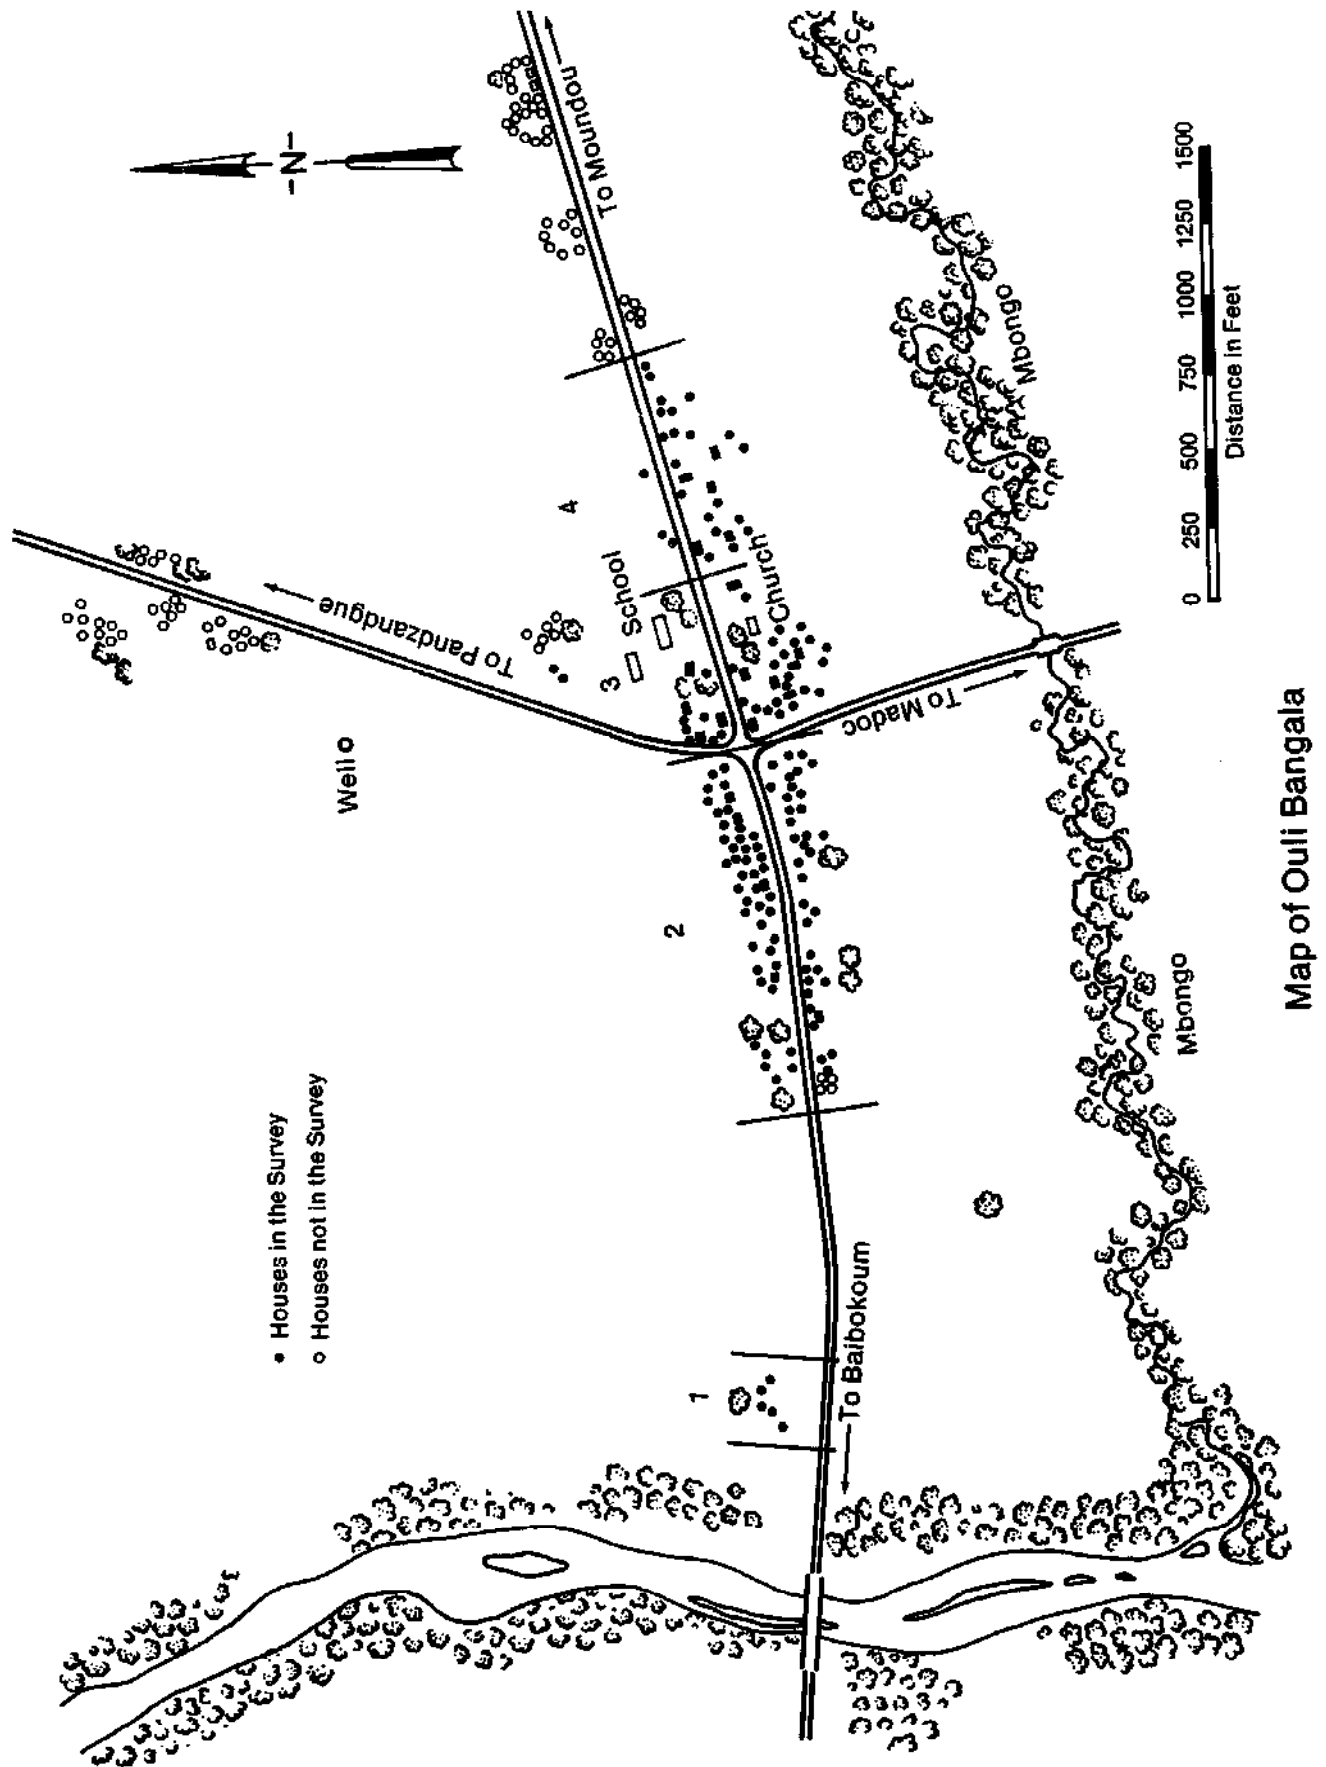 -N-
To Moundou
To Pandzandgue
Well
School
3
4
Church
2
1
To Madoc
To Baibokoum
Mbongo
Mbongo
Houses in the Survey
Houses not in the Survey
0 250 500 750 1000 1250 1500
Distance in Feet
Map of Ouli Bangala